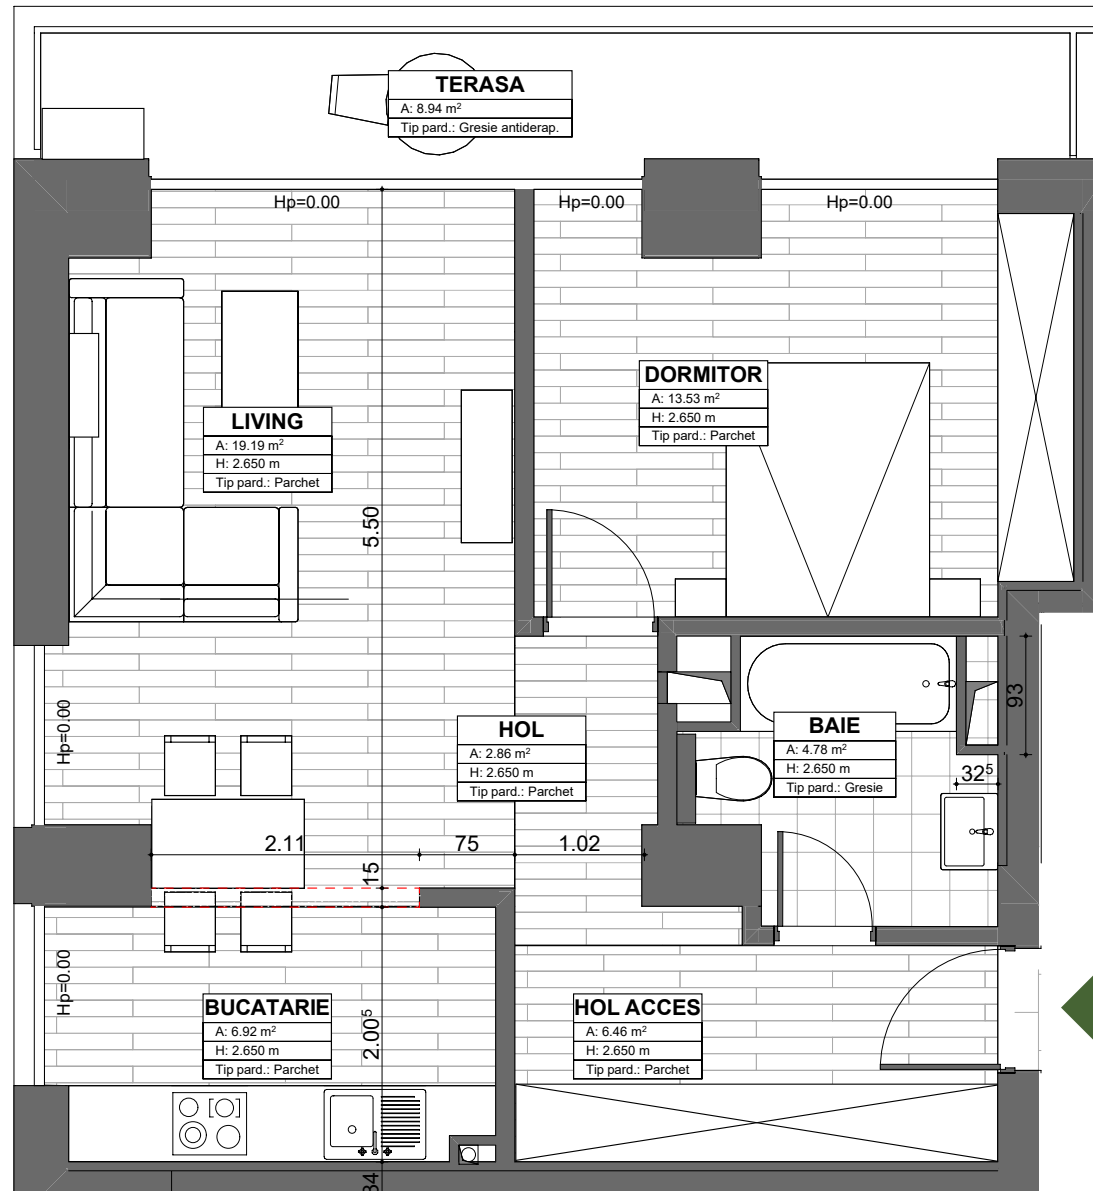 TERASA
A: 8.94 m²
Tip pard.: Gresie antiderap.
Hp=0.00
Hp=0.00
Hp=0.00
DORMITOR
A: 13.53 m²
H: 2.650 m
Tip pard.: Parchet
LIVING
A: 19.19 m²
H: 2.650 m
Tip pard.: Parchet
5.50
93
Hp=0.00
HOL
A: 2.86 m²
H: 2.650 m
Tip pard.: Parchet
BAIE
A: 4.78 m²
H: 2.650 m
Tip pard.: Gresie
32⁵
2.11
75
1.02
15
Hp=0.00
BUCATARIE
A: 6.92 m²
H: 2.650 m
Tip pard.: Parchet
2.00⁵
HOL ACCES
A: 6.46 m²
H: 2.650 m
Tip pard.: Parchet